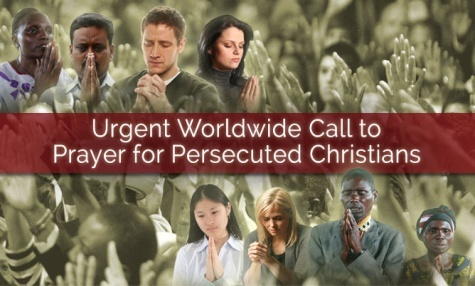 Urgent Worldwide Call to
Prayer for Persecuted Christians